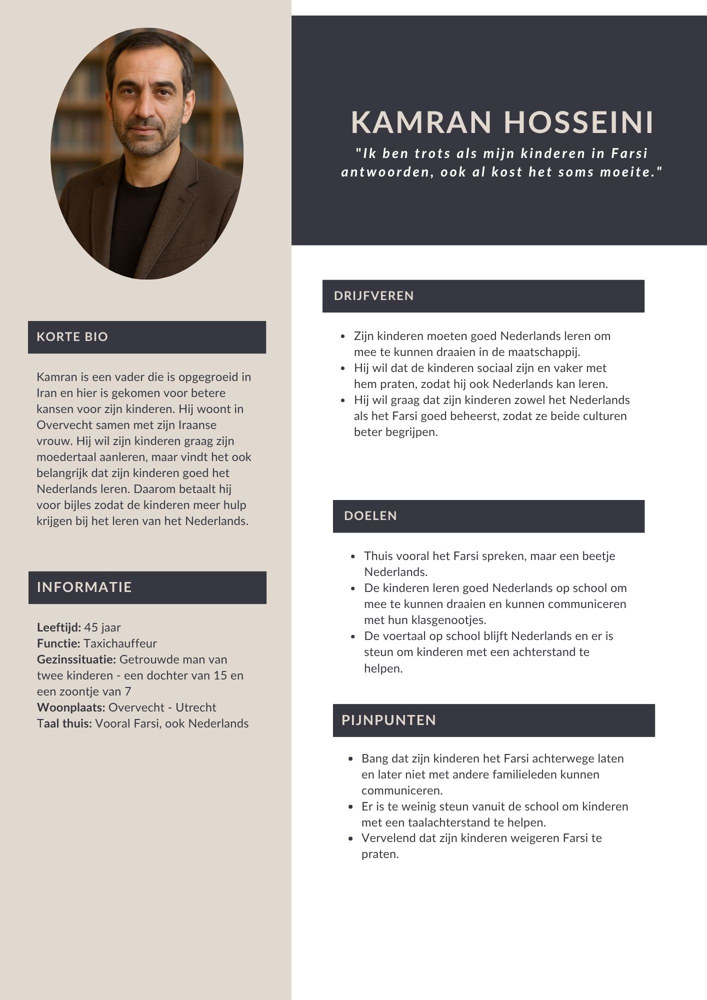 KAMRAN HOSSEINI
"Ik ben trots als mijn kinderen in Farsi
antwoorden, ook al kost het soms moeite."
KORTE BIO
Kamran is een vader die is opgegroeid in
Iran en hier is gekomen voor betere
kansen voor zijn kinderen. Hij woont in
Overvecht samen met zijn Iraanse
vrouw. Hij wil zijn kinderen graag zijn
moedertaal aanleren, maar vindt het ook
belangrijk dat zijn kinderen goed het
Nederlands leren. Daarom betaalt hij
voor bijles zodat de kinderen meer hulp
krijgen bij het leren van het Nederlands.
INFORMATIE
Leeftijd: 45 jaar
Functie: Taxichauffeur
Gezinssituatie: Getrouwde man van
twee kinderen - een dochter van 15 en
een zoontje van 7
Woonplaats: Overvecht - Utrecht
Taal thuis: Vooral Farsi, ook Nederlands
DRIJFVEREN
• Zijn kinderen moeten goed Nederlands leren om
mee te kunnen draaien in de maatschappij.
• Hij wil dat de kinderen sociaal zijn en vaker met
hem praten, zodat hij ook Nederlands kan leren.
• Hij wil graag dat zijn kinderen zowel het Nederlands
als het Farsi goed beheerst, zodat ze beide culturen
beter begrijpen.
DOELEN
• Thuis vooral het Farsi spreken, maar een beetje
Nederlands.
• De kinderen leren goed Nederlands op school om
mee te kunnen draaien en kunnen communiceren
met hun klasgenootjes.
• De voertaal op school blijft Nederlands en er is
steun om kinderen met een achterstand te
helpen.
PIJNPUNTEN
• Bang dat zijn kinderen het Farsi achterwege laten
en later niet met andere familieleden kunnen
communiceren.
• Er is te weinig steun vanuit de school om kinderen
met een taalachterstand te helpen.
• Vervelend dat zijn kinderen weigeren Farsi te
praten.